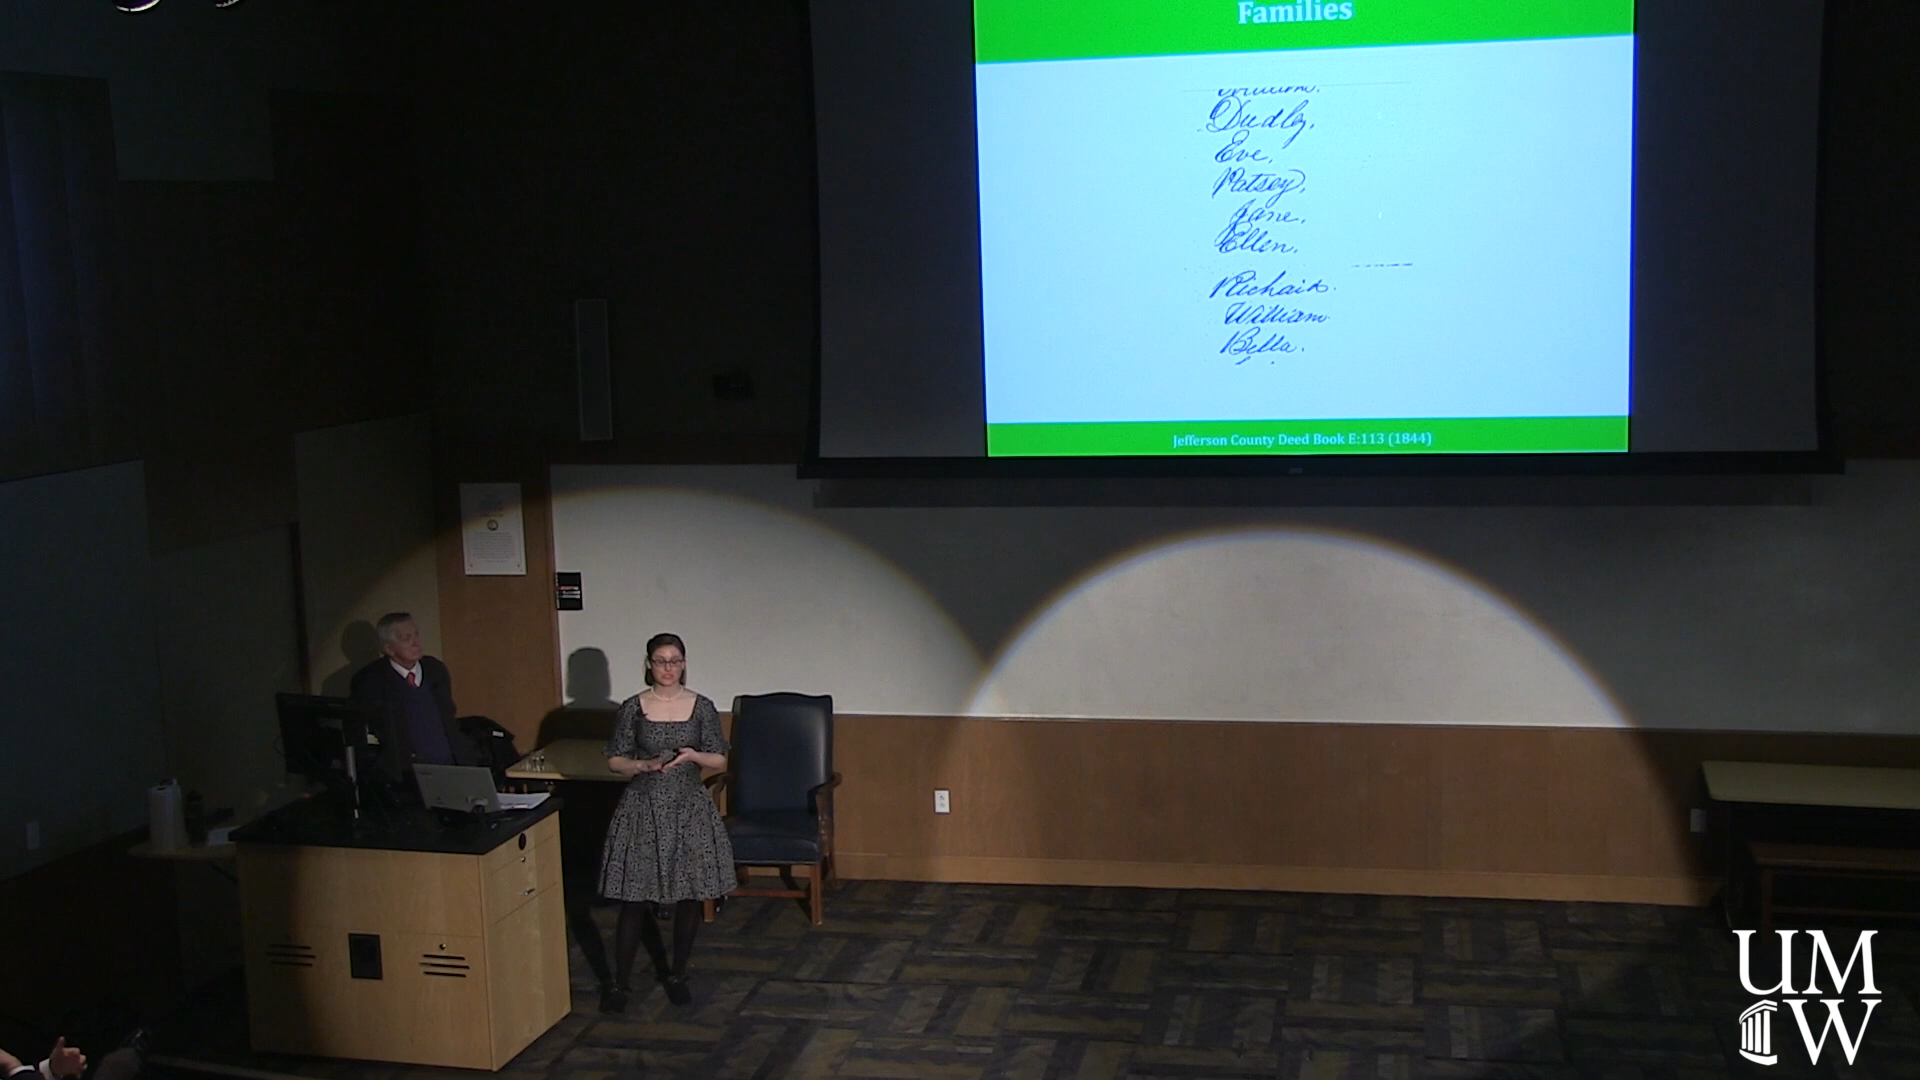 Families
Dudley,
Eve,
Patsey,
Jane,
Ellen,
Richard.
William
Bella.
Jefferson County Deed Book E:113 (1844)
UM
W